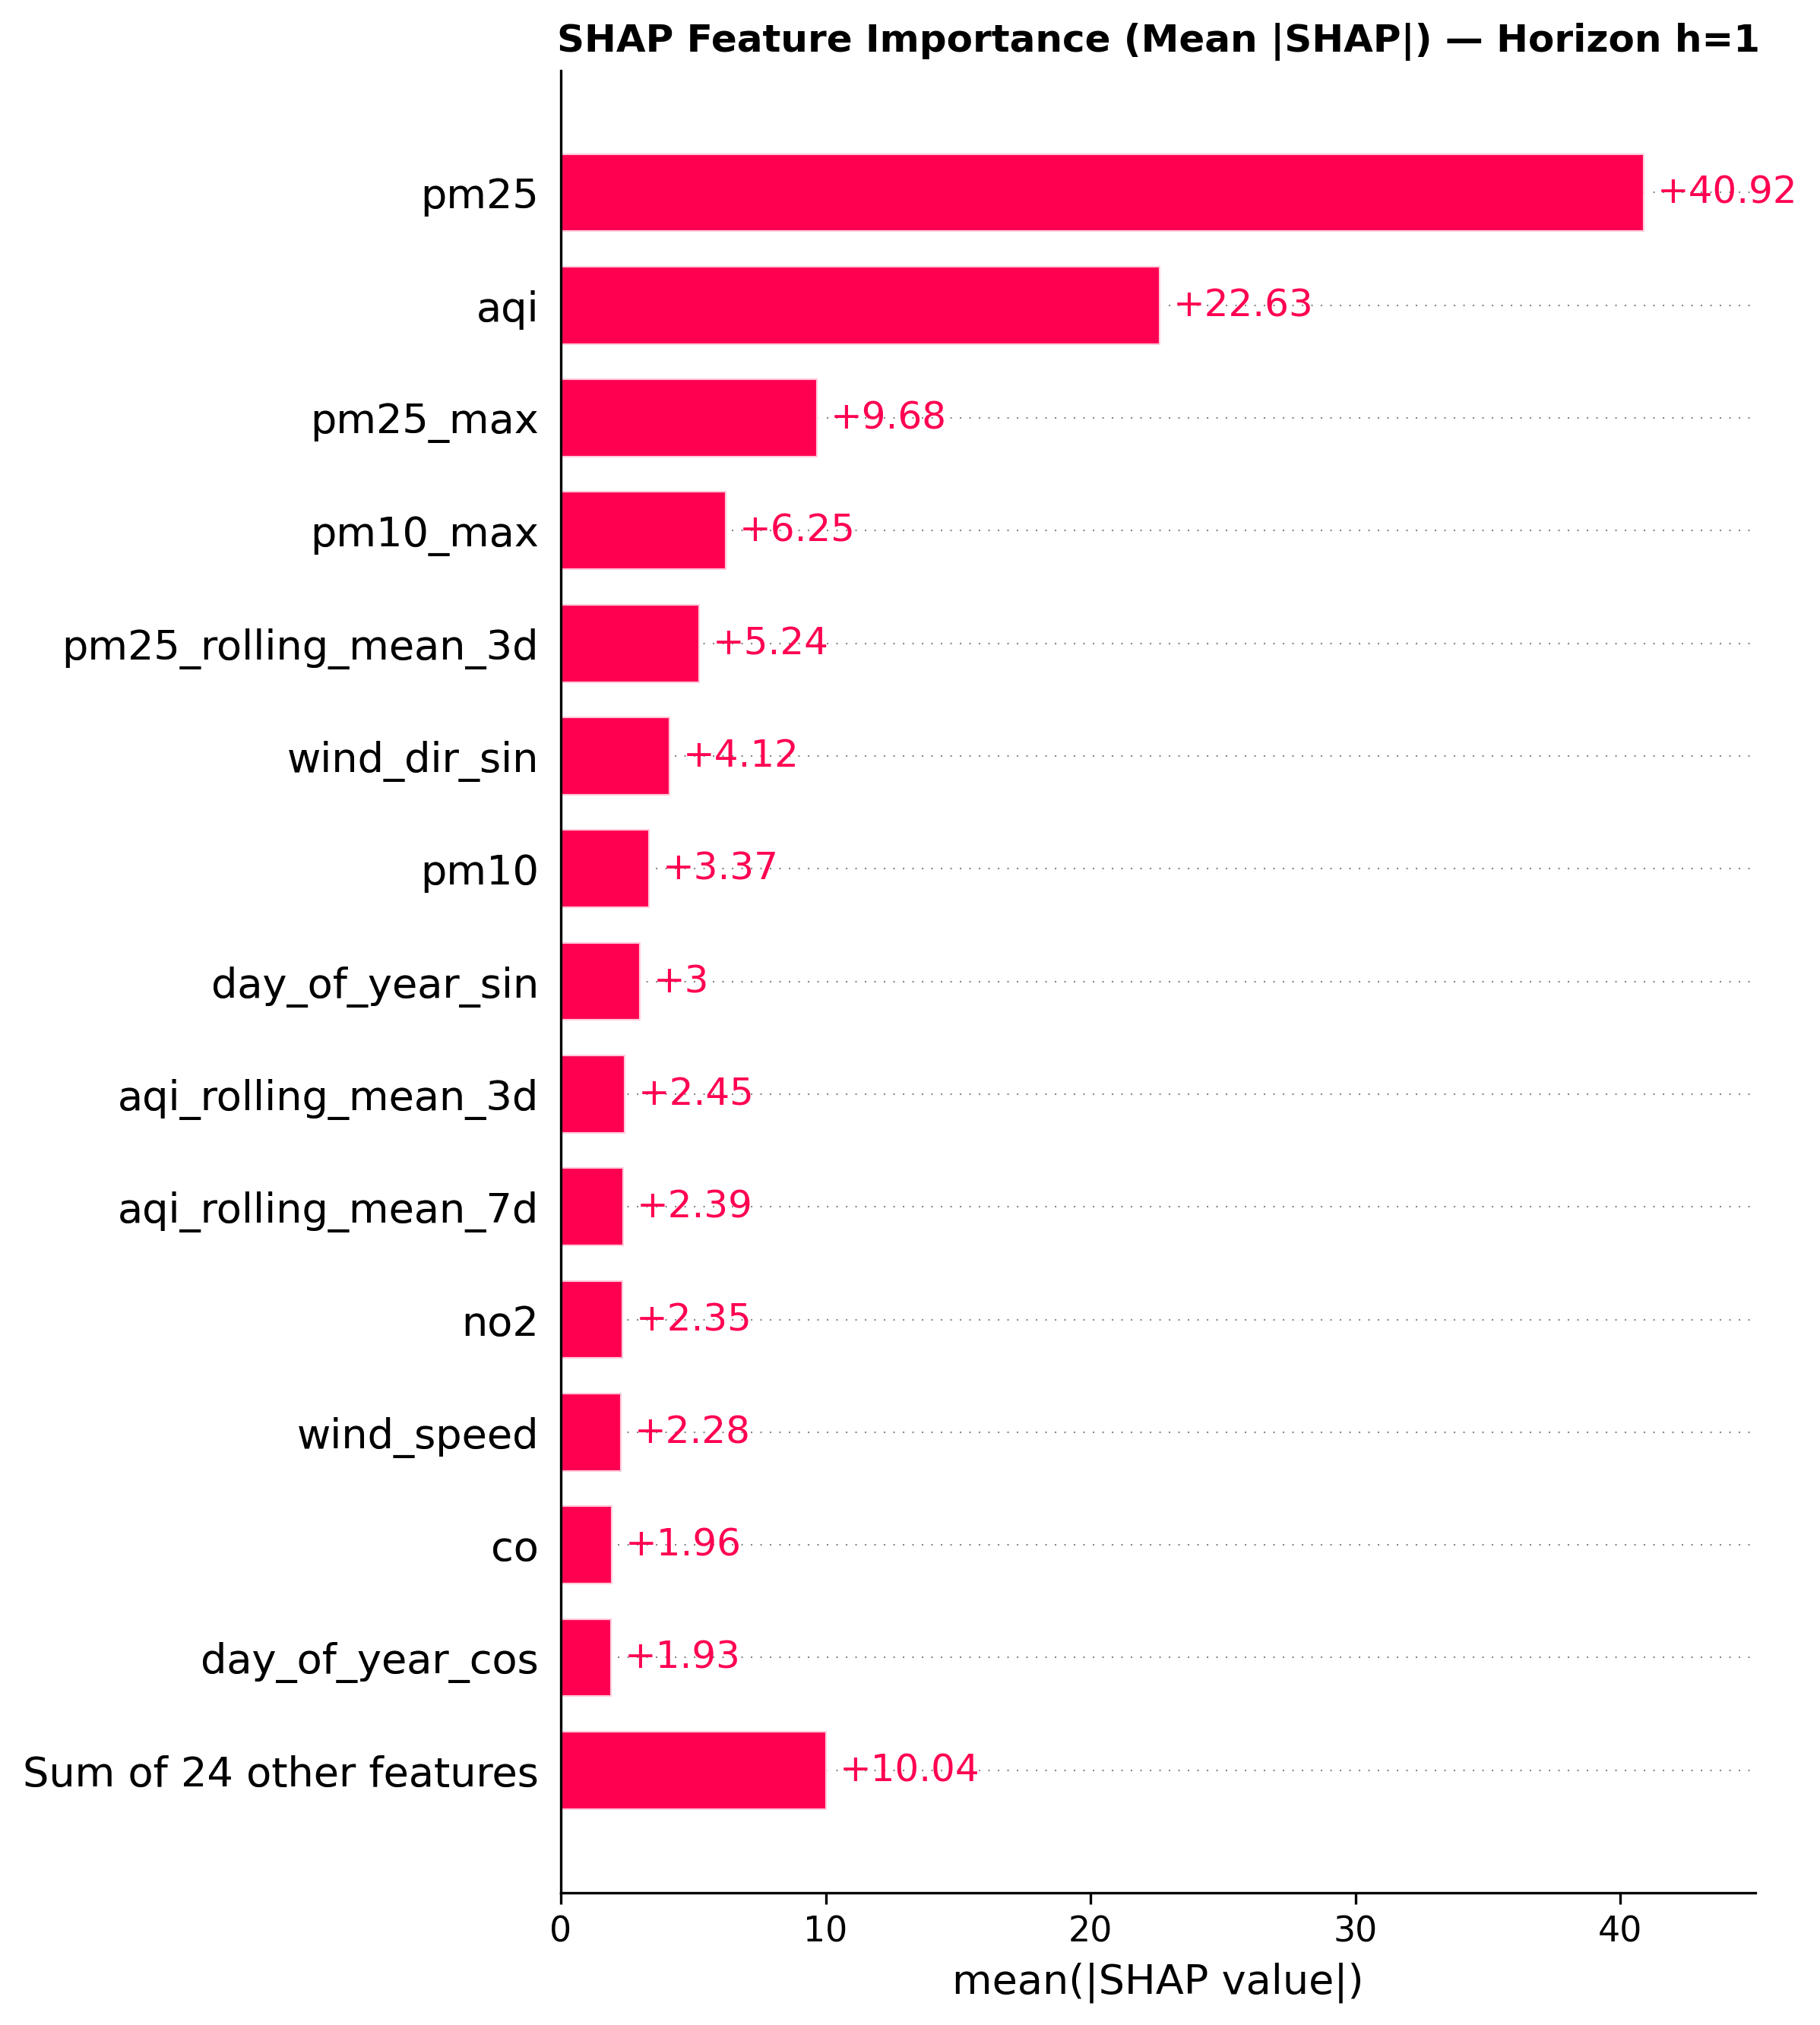 SHAP Feature Importance (Mean |SHAP|) — Horizon h=1
pm25 +40.92
aqi +22.63
pm25_max +9.68
pm10_max +6.25
pm25_rolling_mean_3d +5.24
wind_dir_sin +4.12
pm10 +3.37
day_of_year_sin +3
aqi_rolling_mean_3d +2.45
aqi_rolling_mean_7d +2.39
no2 +2.35
wind_speed +2.28
co +1.96
day_of_year_cos +1.93
Sum of 24 other features +10.04
0 10 20 30 40
mean(|SHAP value|)